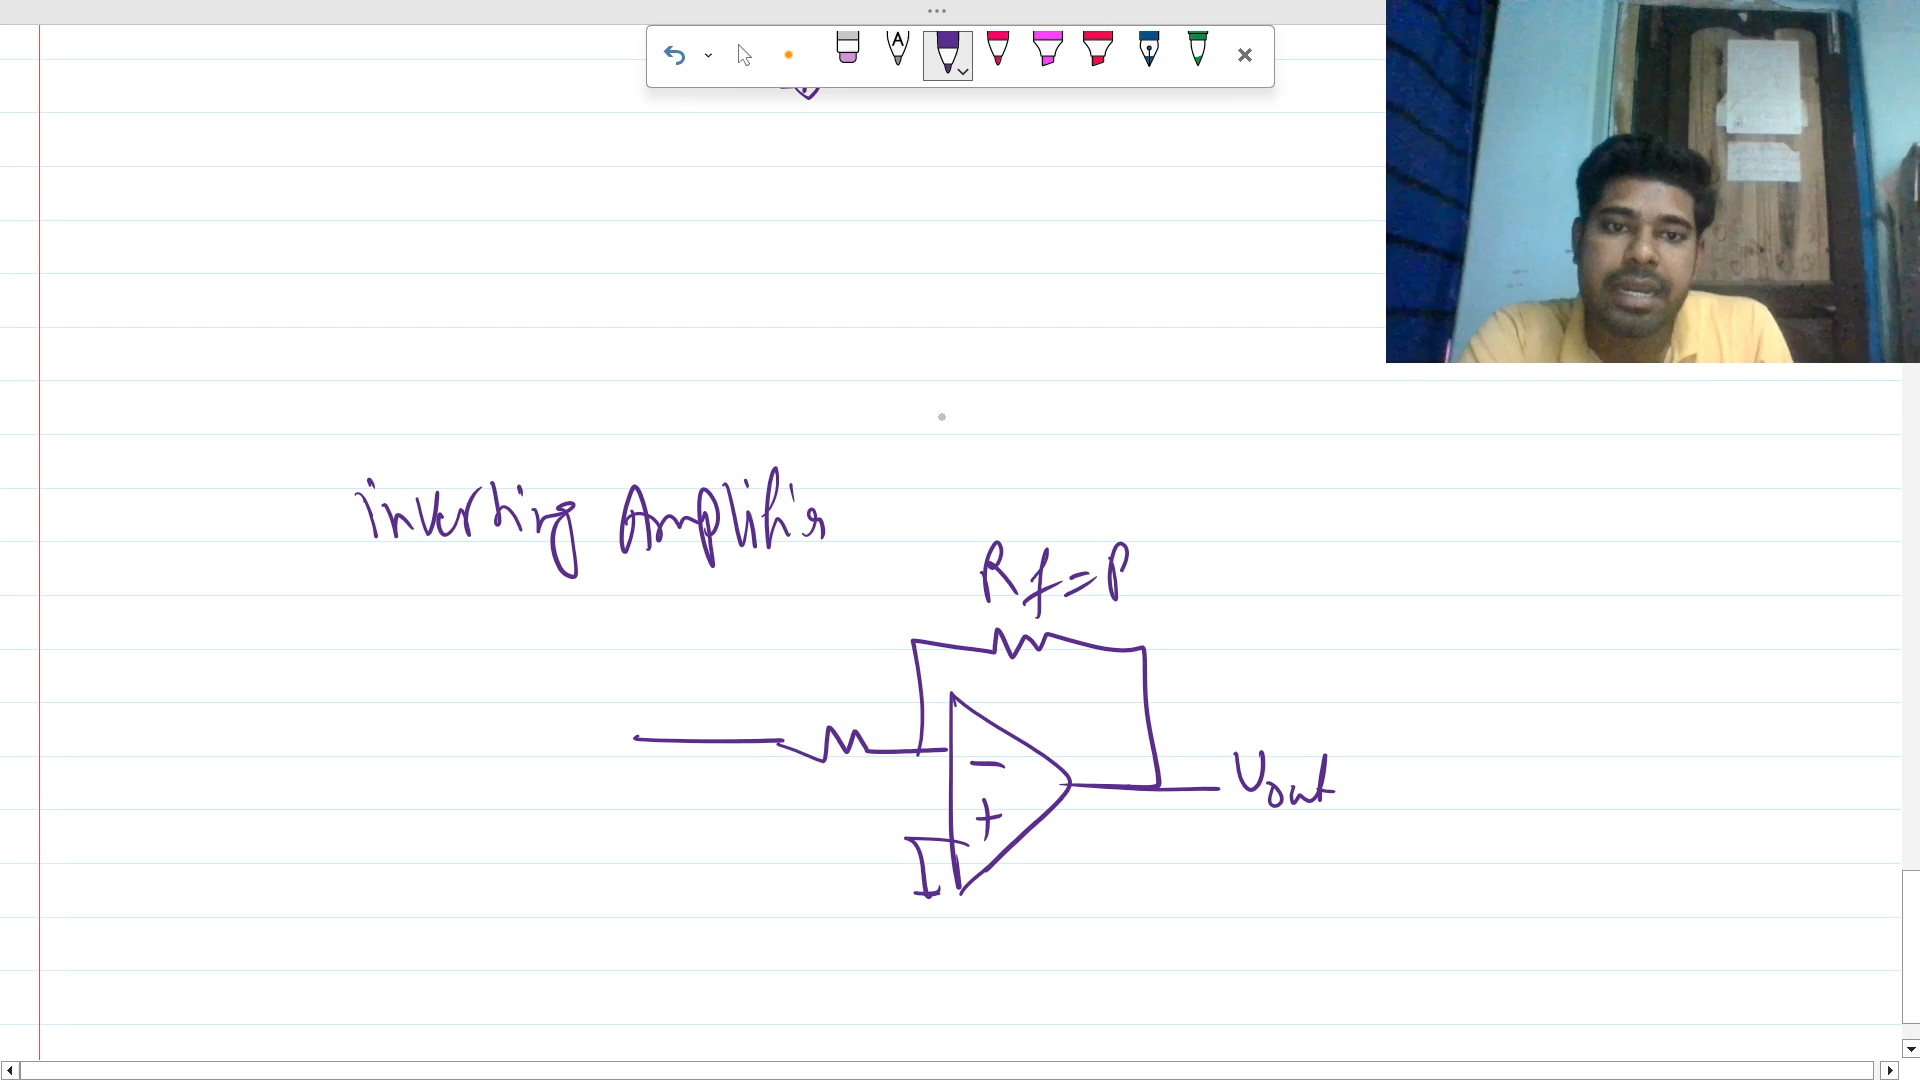 inverting Amplifier
Rf = P
−
+
Vout